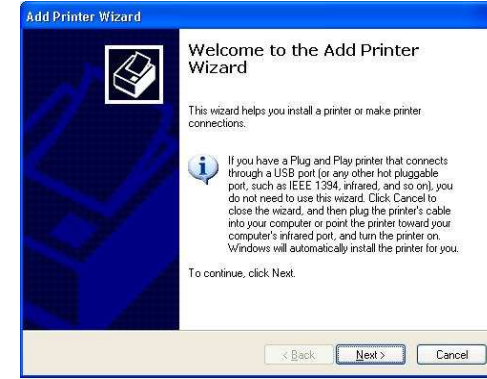 Add Printer Wizard
Welcome to the Add Printer
Wizard
This wizard helps you install a printer or make printer
connections.
If you have a Plug and Play printer that connects
through a USB port (or any other hot pluggable
port, such as IEEE 1394, infrared, and so on), you
do not need to use this wizard. Click Cancel to
close the wizard, and then plug the printer's cable
into your computer or point the printer toward your
computer's infrared port, and turn the printer on.
Windows will automatically install the printer for you.
To continue, click Next.
< Back Next > Cancel